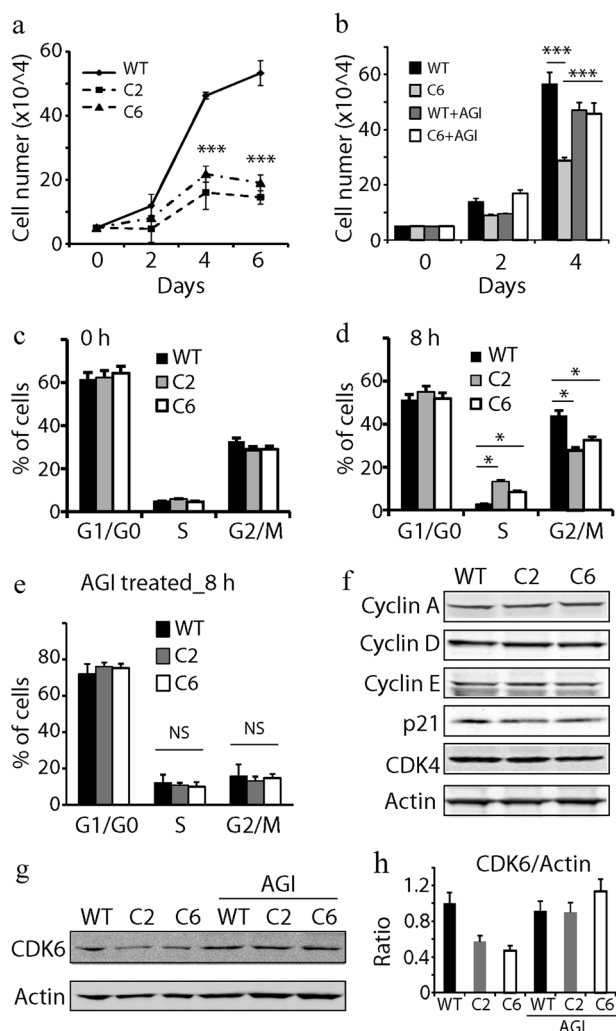 a
Cell numer (x10^4)
60
40
20
0
WT
C2
C6
***
***
0 2 4 6
Days
b
Cell number (x10^4)
60
40
20
0
WT
C6
WT+AGI
C6+AGI
***
***
0 2 4
Days
c
0 h
% of cells
60
40
20
0
WT
C2
C6
G1/G0 S G2/M
d
8 h
% of cells
60
40
20
0
WT
C2
C6
*
*
*
*
G1/G0 S G2/M
e
AGI treated_8 h
% of cells
80
60
40
20
0
WT
C2
C6
NS
NS
G1/G0 S G2/M
f
WT C2 C6
Cyclin A
Cyclin D
Cyclin E
p21
CDK4
Actin
g
AGI
WT C2 C6 WT C2 C6
CDK6
Actin
h
CDK6/Actin
Ratio
1.2
0.8
0.4
0
WT C2 C6 WT C2 C6
AGI